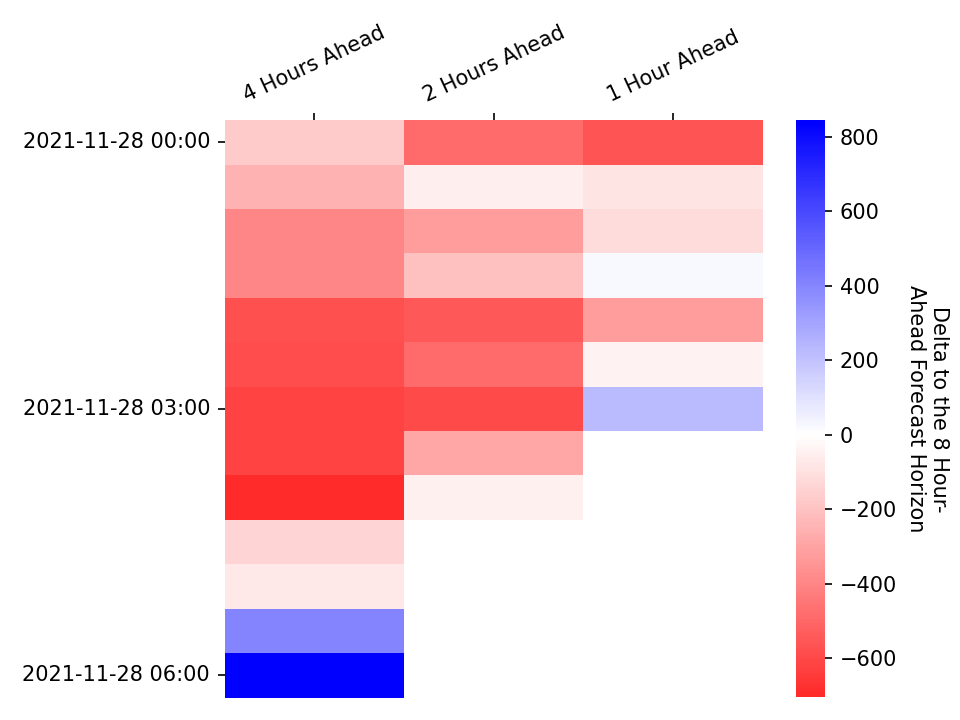 4 Hours Ahead
2 Hours Ahead
1 Hour Ahead
2021-11-28 00:00
2021-11-28 03:00
2021-11-28 06:00
800
600
400
200
0
−200
−400
−600
Delta to the 8 Hour-
Ahead Forecast Horizon